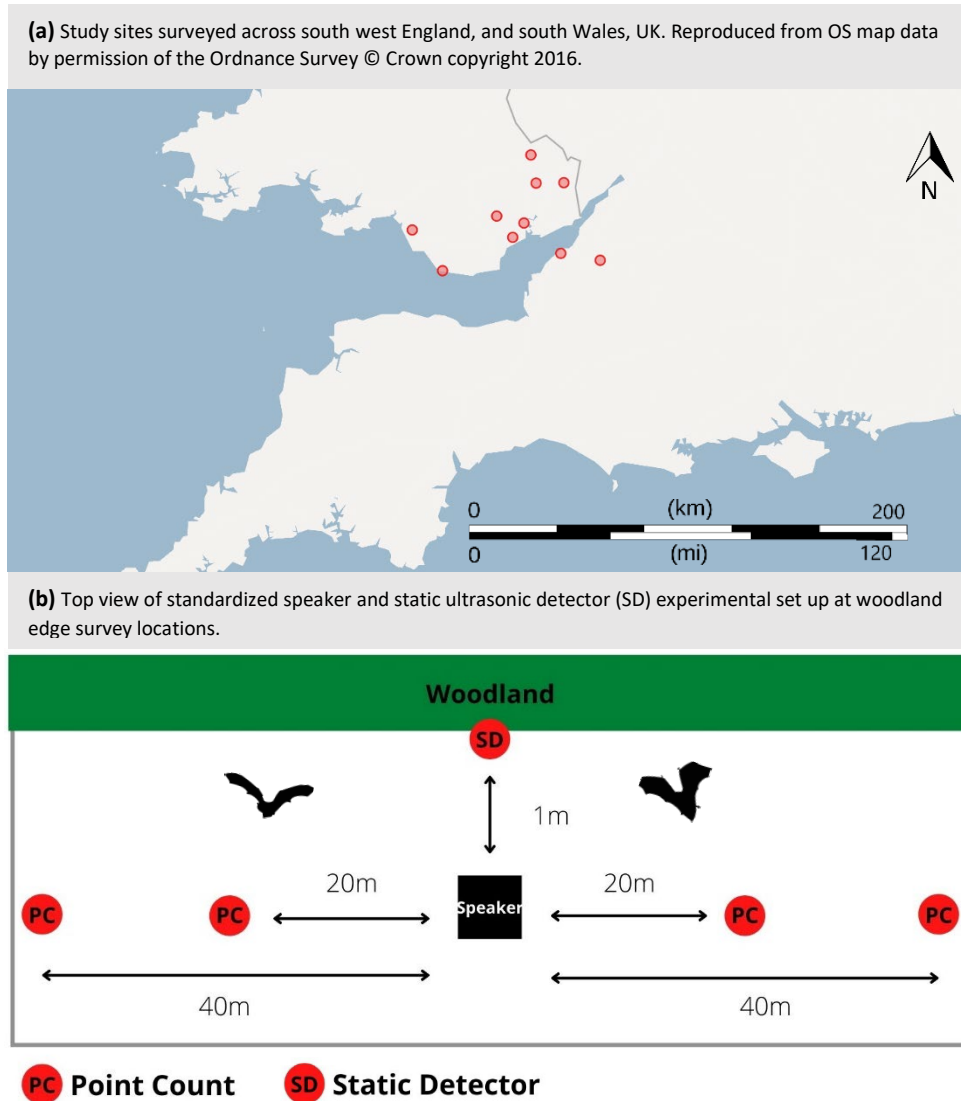 (a) Study sites surveyed across south west England, and south Wales, UK. Reproduced from OS map data
by permission of the Ordnance Survey © Crown copyright 2016.
N
0 (km) 200
0 (mi) 120
(b) Top view of standardized speaker and static ultrasonic detector (SD) experimental set up at woodland
edge survey locations.
Woodland
SD
1m
20m 20m
PC PC Speaker PC PC
40m 40m
PC Point Count SD Static Detector